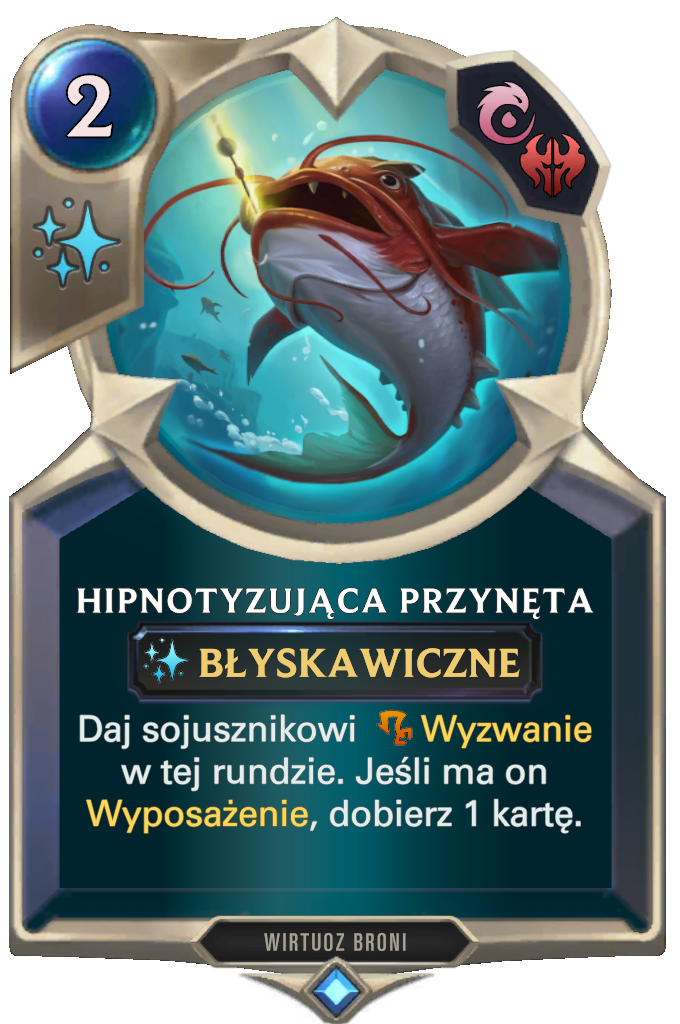 2
HIPNOTYZUJĄCA PRZYNĘTA
BŁYSKAWICZNE
Daj sojusznikowi Wyzwanie
w tej rundzie. Jeśli ma on
Wyposażenie, dobierz 1 kartę.
WIRTUOZ BRONI